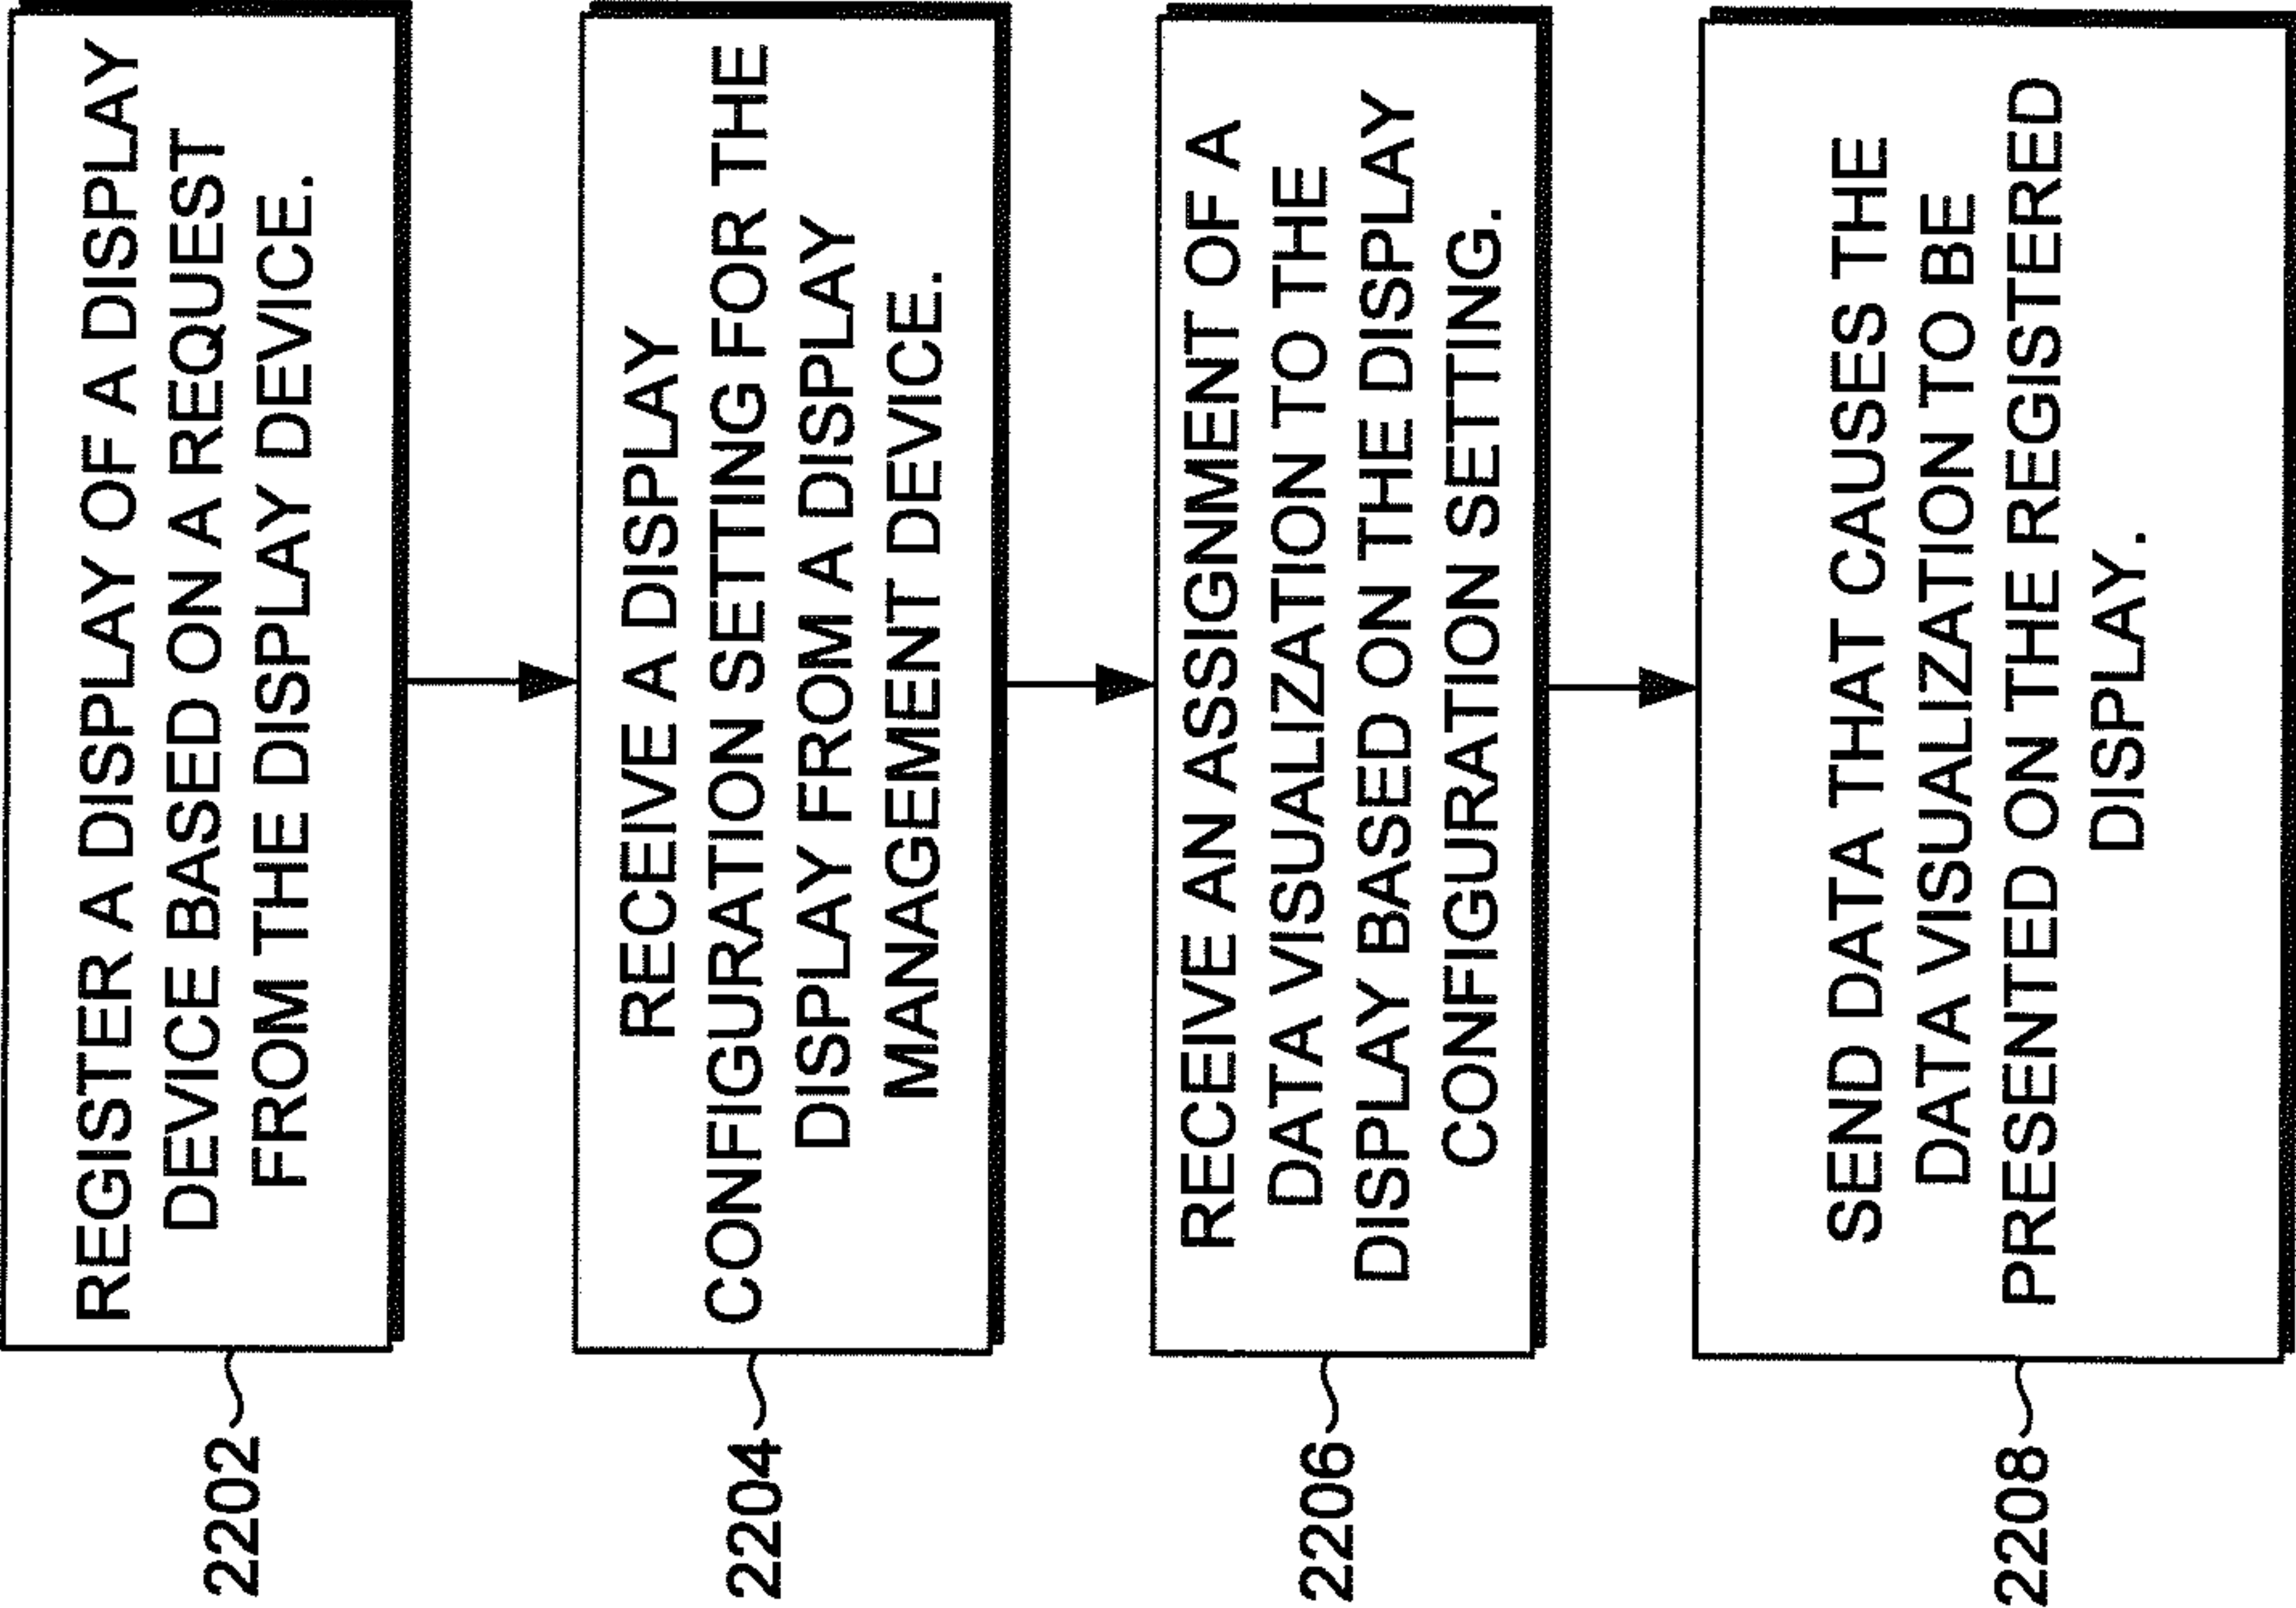 2202
REGISTER A DISPLAY OF A DISPLAY
DEVICE BASED ON A REQUEST
FROM THE DISPLAY DEVICE.
2204
RECEIVE A DISPLAY
CONFIGURATION SETTING FOR THE
DISPLAY FROM A DISPLAY
MANAGEMENT DEVICE.
2206
RECEIVE AN ASSIGNMENT OF A
DATA VISUALIZATION TO THE
DISPLAY BASED ON THE DISPLAY
CONFIGURATION SETTING.
2208
SEND DATA THAT CAUSES THE
DATA VISUALIZATION TO BE
PRESENTED ON THE REGISTERED
DISPLAY.